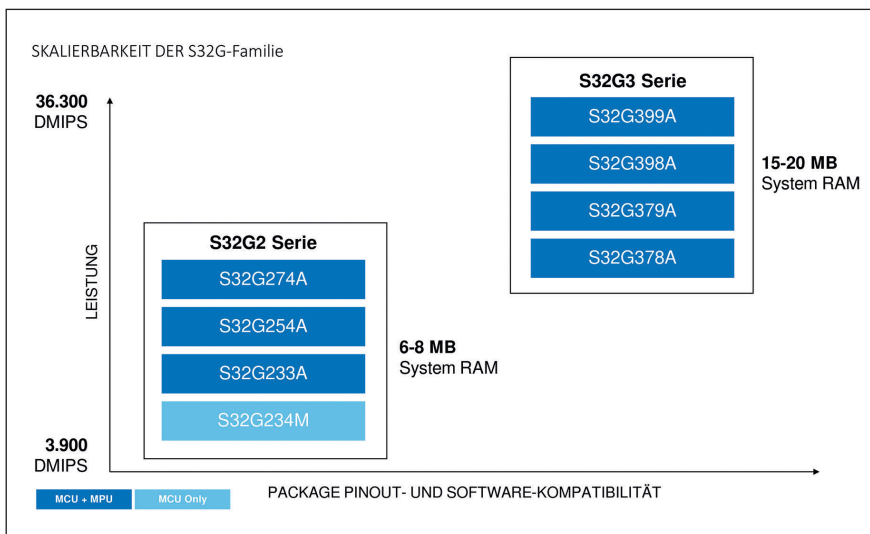 SKALIERBARKEIT DER S32G-Familie
36.300
DMIPS
LEISTUNG
3.900
DMIPS
S32G2 Serie
S32G274A
S32G254A
S32G233A
S32G234M
6-8 MB
System RAM
S32G3 Serie
S32G399A
S32G398A
S32G379A
S32G378A
15-20 MB
System RAM
PACKAGE PINOUT- UND SOFTWARE-KOMPATIBILITÄT
MCU + MPU
MCU Only